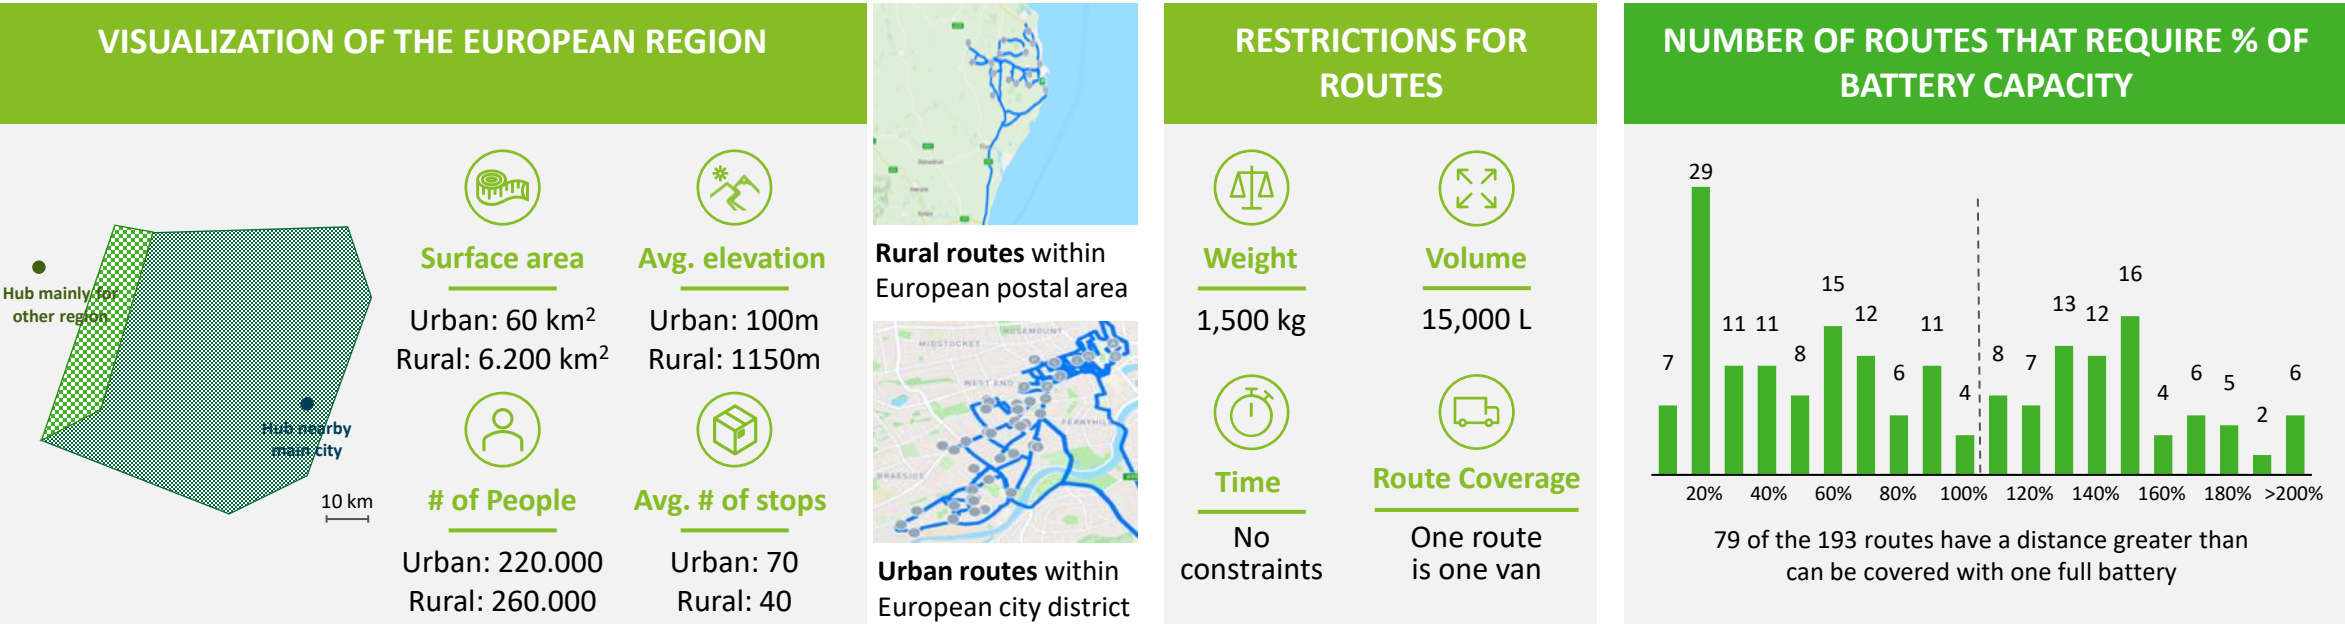 VISUALIZATION OF THE EUROPEAN REGION
Hub mainly for
other region
Hub nearby
main city
10 km
Surface area
Urban: 60 km²
Rural: 6.200 km²
Avg. elevation
Urban: 100m
Rural: 1150m
# of People
Urban: 220.000
Rural: 260.000
Avg. # of stops
Urban: 70
Rural: 40
Rural routes within
European postal area
ROSEMOUNT
MIDSTOCKET
WEST END
FERRYHILL
BRAESIDE
Urban routes within
European city district
RESTRICTIONS FOR
ROUTES
Weight
1,500 kg
Volume
15,000 L
Time
No
constraints
Route Coverage
One route
is one van
NUMBER OF ROUTES THAT REQUIRE % OF
BATTERY CAPACITY
7 29 11 11 8 15 12 6 11 4 8 7 13 12 16 4 6 5 2 6
20% 40% 60% 80% 100% 120% 140% 160% 180% >200%
79 of the 193 routes have a distance greater than
can be covered with one full battery